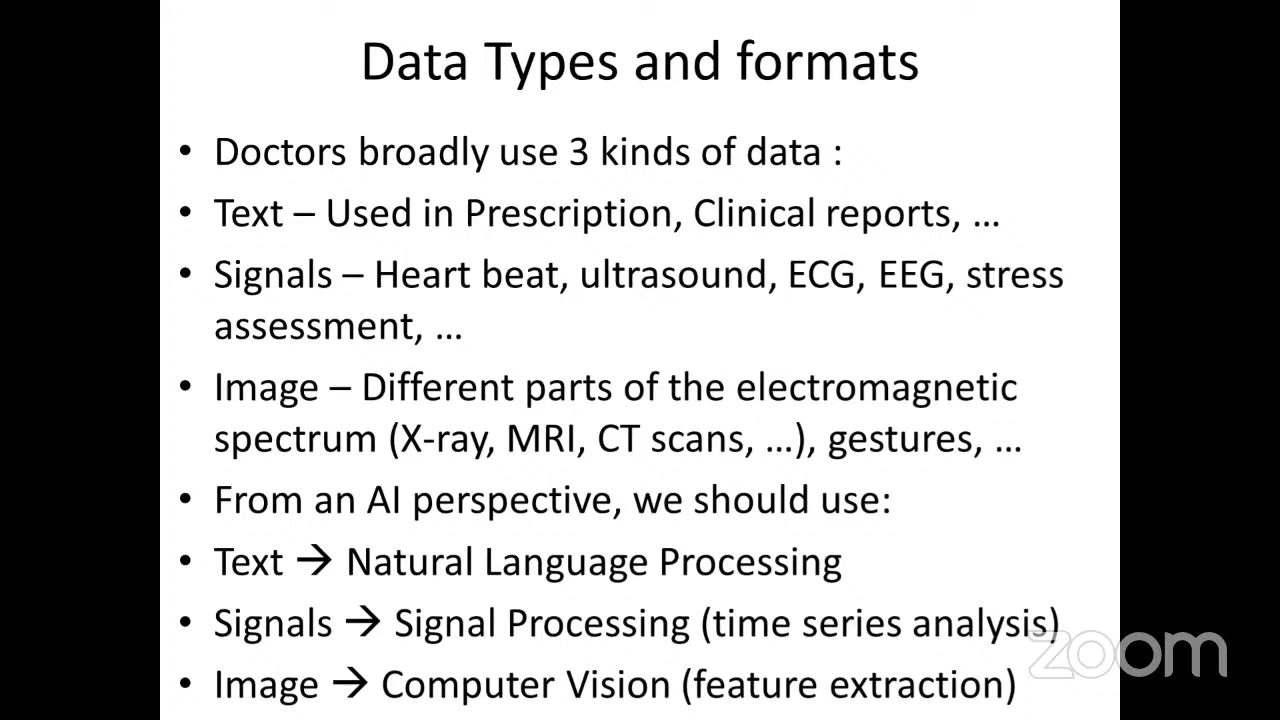 Data Types and formats
• Doctors broadly use 3 kinds of data :
• Text – Used in Prescription, Clinical reports, …
• Signals – Heart beat, ultrasound, ECG, EEG, stress
assessment, …
• Image – Different parts of the electromagnetic
spectrum (X-ray, MRI, CT scans, …), gestures, …
• From an AI perspective, we should use:
• Text → Natural Language Processing
• Signals → Signal Processing (time series analysis)
• Image → Computer Vision (feature extraction)
zoom